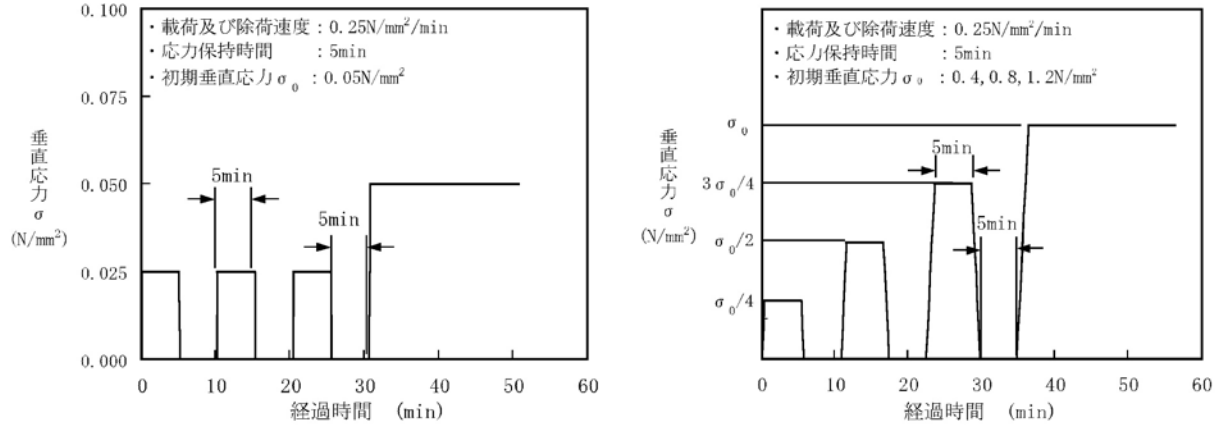 ・載荷及び除荷速度：0.25N/mm²/min
・応力保持時間　：5min
・初期垂直応力σ₀：0.05N/mm²
0.100
0.075
0.050
0.025
0.000
垂直応力 σ
(N/mm²)
5min
5min
0 10 20 30 40 50 60
経過時間　(min)
・載荷及び除荷速度：0.25N/mm²/min
・応力保持時間　：5min
・初期垂直応力σ₀：0.4,0.8,1.2N/mm²
σ₀
3σ₀/4
σ₀/2
σ₀/4
垂直応力 σ
(N/mm²)
5min
5min
0 10 20 30 40 50 60
経過時間　(min)